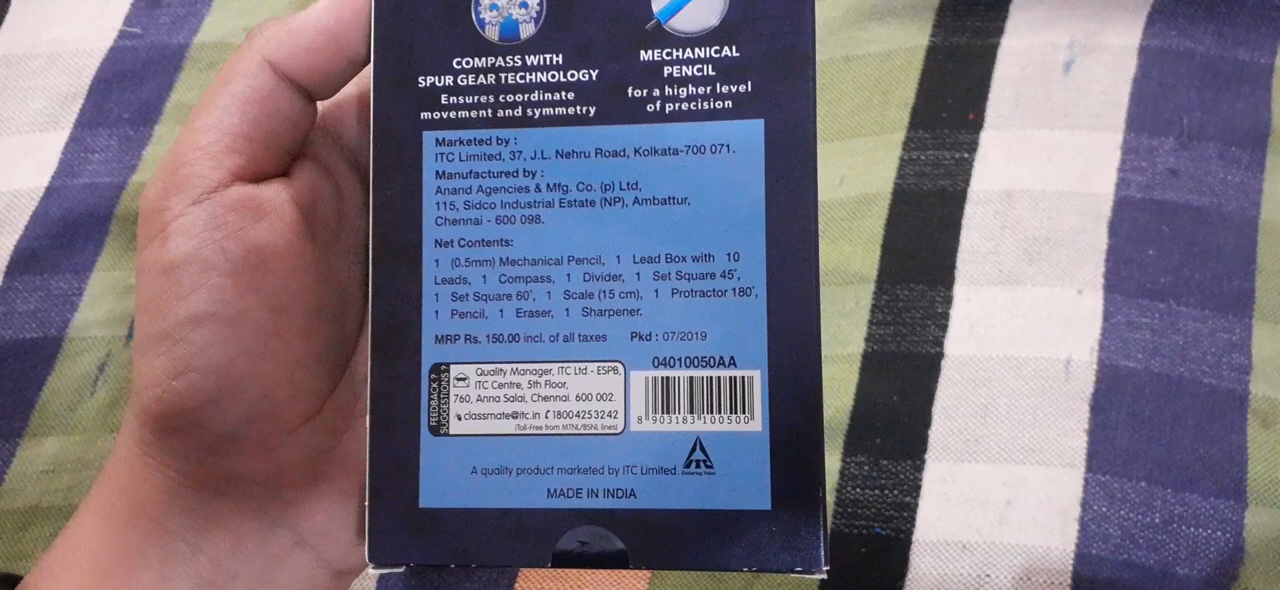 COMPASS WITH
SPUR GEAR TECHNOLOGY
Ensures coordinate
movement and symmetry
MECHANICAL
PENCIL
for a higher level
of precision
Marketed by :
ITC Limited, 37, J.L. Nehru Road, Kolkata-700 071.
Manufactured by :
Anand Agencies & Mfg. Co. (p) Ltd,
115, Sidco Industrial Estate (NP), Ambattur,
Chennai - 600 098.
Net Contents:
1 (0.5mm) Mechanical Pencil, 1 Lead Box with 10
Leads, 1 Compass, 1 Divider, 1 Set Square 45°,
1 Set Square 60°, 1 Scale (15 cm), 1 Protractor 180°,
1 Pencil, 1 Eraser, 1 Sharpener.
MRP Rs. 150.00 incl. of all taxes Pkd : 07/2019
FEEDBACK ?
SUGGESTIONS ?
Quality Manager, ITC Ltd.- ESPB,
ITC Centre, 5th Floor,
760, Anna Salai, Chennai. 600 002.
classmate@itc.in 18004253242
(Toll-Free from MTNL/BSNL lines)
04010050AA
8 903183 100500
A quality product marketed by ITC Limited.
ITC
Enduring Value
MADE IN INDIA